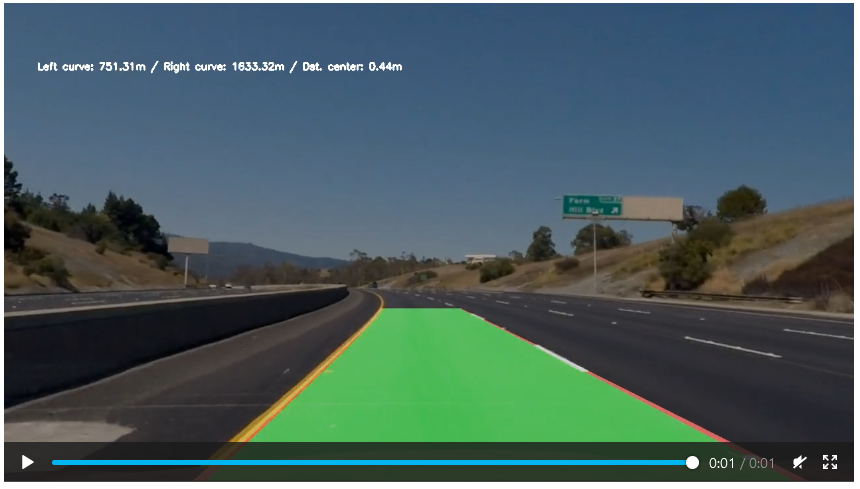 Left curve: 751.31m / Right curve: 1633.32m / Dst. center: 0.44m
Farm
Hill Blvd
0:01 / 0:01